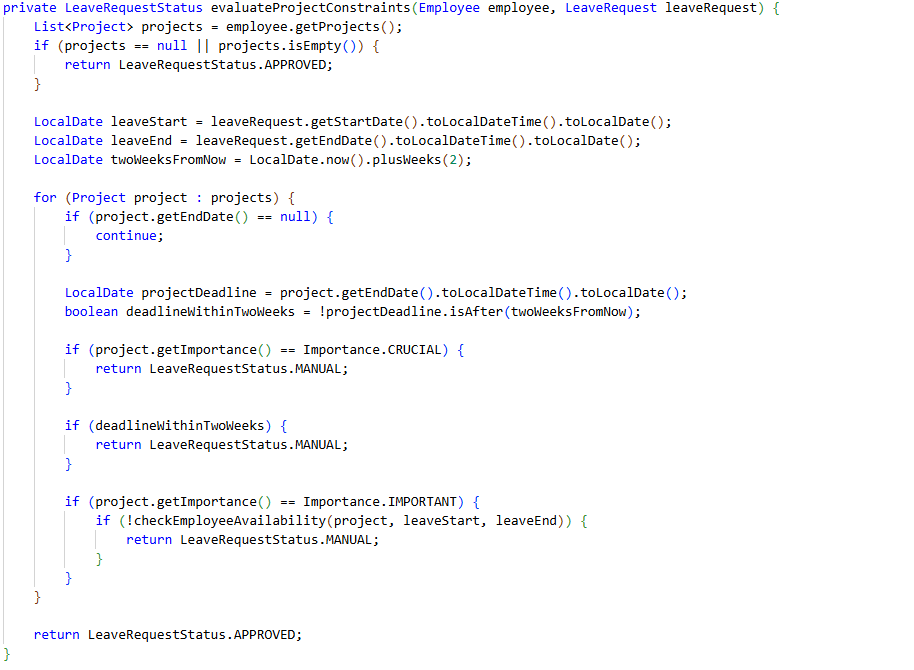 private LeaveRequestStatus evaluateProjectConstraints(Employee employee, LeaveRequest leaveRequest) {
    List<Project> projects = employee.getProjects();
    if (projects == null || projects.isEmpty()) {
        return LeaveRequestStatus.APPROVED;
    }

    LocalDate leaveStart = leaveRequest.getStartDate().toLocalDateTime().toLocalDate();
    LocalDate leaveEnd = leaveRequest.getEndDate().toLocalDateTime().toLocalDate();
    LocalDate twoWeeksFromNow = LocalDate.now().plusWeeks(2);

    for (Project project : projects) {
        if (project.getEndDate() == null) {
            continue;
        }

        LocalDate projectDeadline = project.getEndDate().toLocalDateTime().toLocalDate();
        boolean deadlineWithinTwoWeeks = !projectDeadline.isAfter(twoWeeksFromNow);

        if (project.getImportance() == Importance.CRUCIAL) {
            return LeaveRequestStatus.MANUAL;
        }

        if (deadlineWithinTwoWeeks) {
            return LeaveRequestStatus.MANUAL;
        }

        if (project.getImportance() == Importance.IMPORTANT) {
            if (!checkEmployeeAvailability(project, leaveStart, leaveEnd)) {
                return LeaveRequestStatus.MANUAL;
            }
        }
    }

    return LeaveRequestStatus.APPROVED;
}